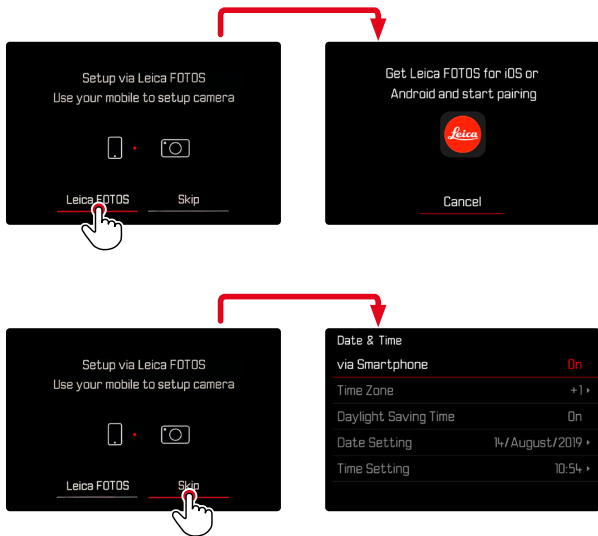 Setup via Leica FOTOS
Use your mobile to setup camera
Leica FOTOS Skip
Get Leica FOTOS for iOS or
Android and start pairing
Leica
Cancel
Setup via Leica FOTOS
Use your mobile to setup camera
Leica FOTOS Skip
Date & Time
via Smartphone On
Time Zone +1
Daylight Saving Time On
Date Setting 14/August/2019
Time Setting 10:54